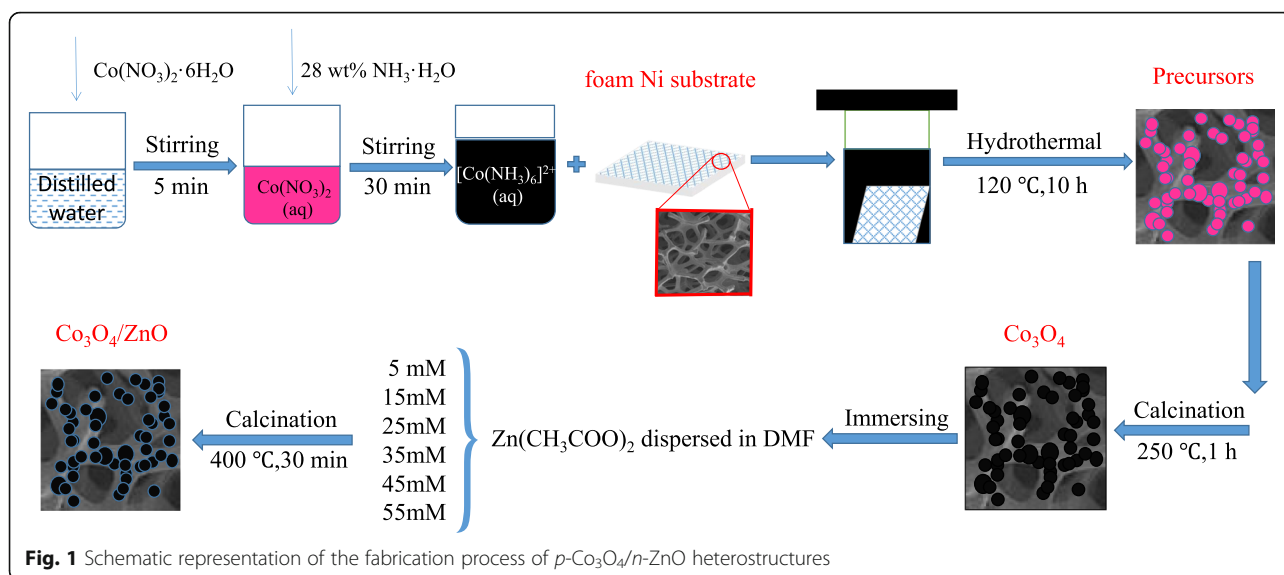 Co(NO₃)₂·6H₂O
28 wt% NH₃·H₂O
foam Ni substrate
Precursors
Distilled
water
Stirring
5 min
Co(NO₃)₂
(aq)
Stirring
30 min
[Co(NH₃)₆]²⁺
(aq)
Hydrothermal
120 ℃,10 h
Co₃O₄/ZnO
Co₃O₄
Calcination
250 ℃,1 h
Immersing
Zn(CH₃COO)₂ dispersed in DMF
5 mM
15mM
25mM
35mM
45mM
55mM
Calcination
400 ℃,30 min
Fig. 1 Schematic representation of the fabrication process of p-Co₃O₄/n-ZnO heterostructures